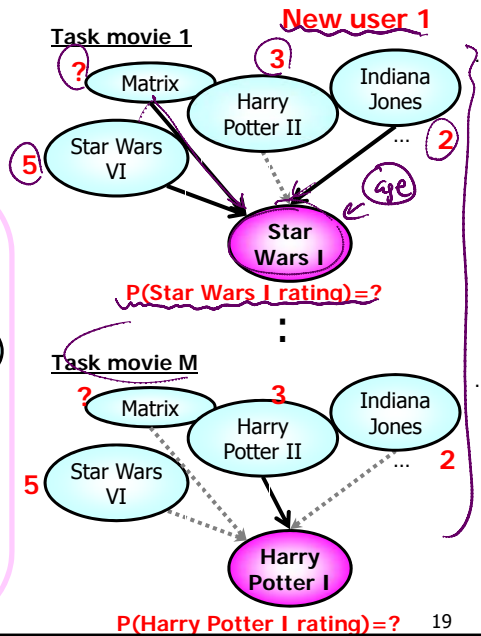 New user 1
Task movie 1
? 3
Matrix
Harry
Potter II
Indiana
Jones
...
5
Star Wars
VI
2
age
Star
Wars I
P(Star Wars I rating)=?
:
Task movie M
? 3
Matrix
Harry
Potter II
Indiana
Jones
...
5
Star Wars
VI
2
Harry
Potter I
P(Harry Potter I rating)=?
19